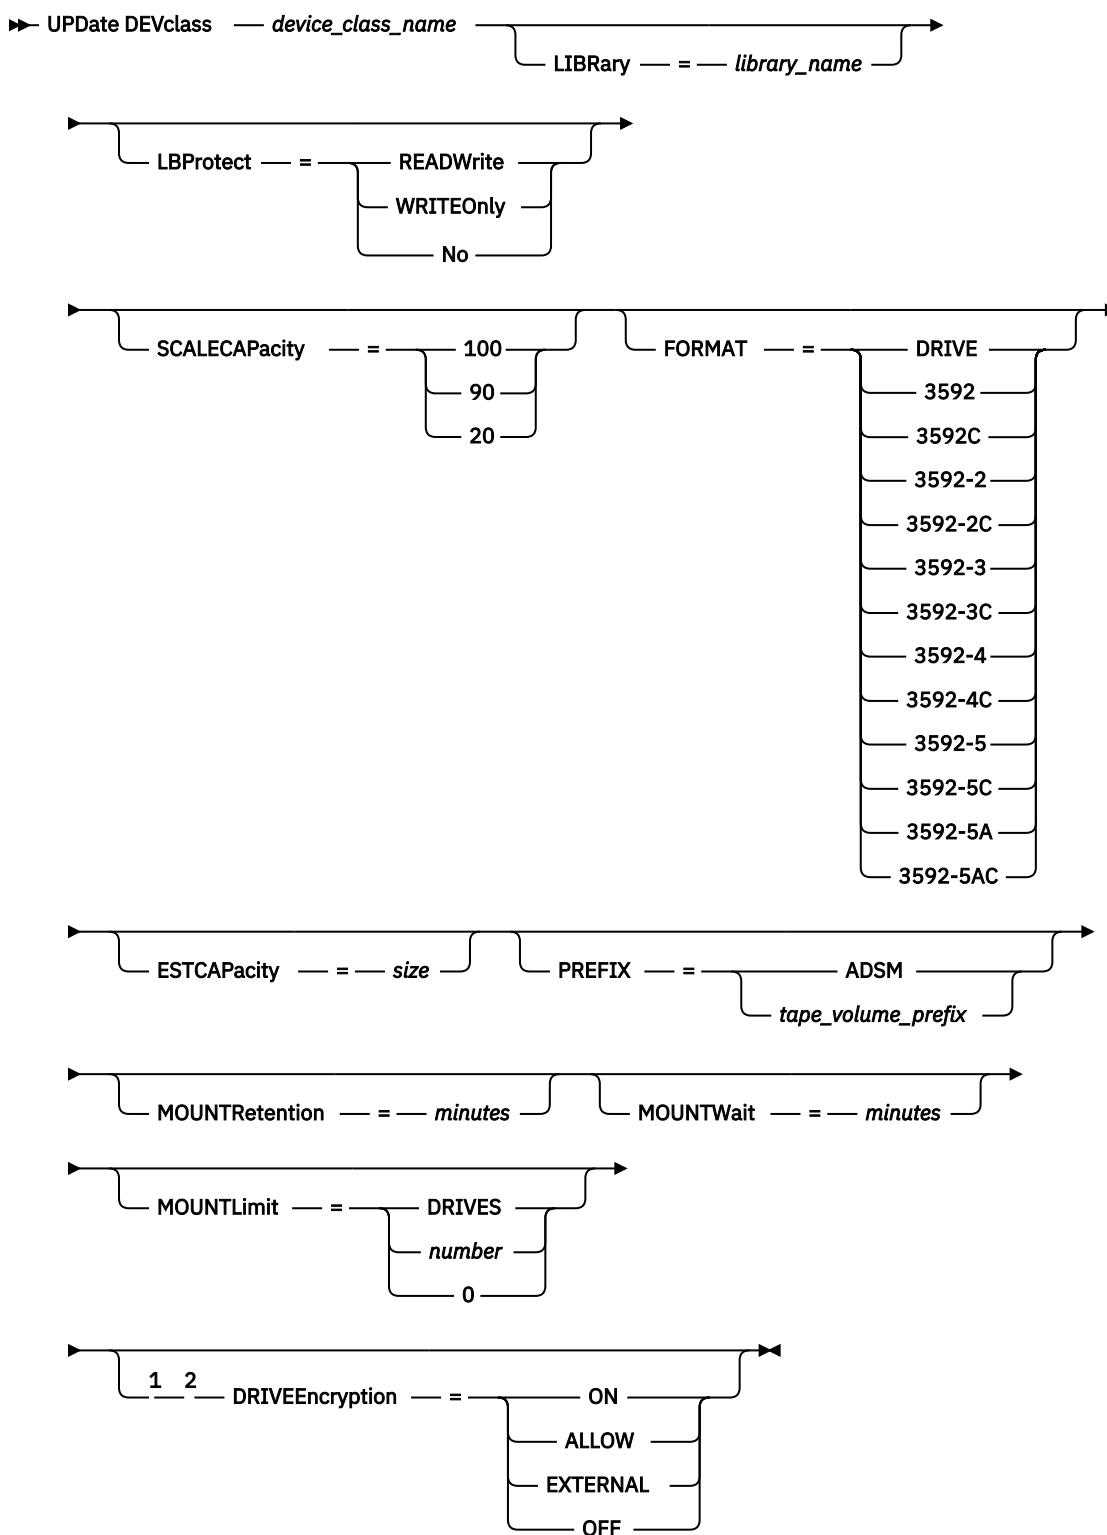 UPDate DEVclass device_class_name
LIBRary = library_name
LBProtect = READWrite
WRITEOnly
No
SCALECAPacity = 100 FORMAT = DRIVE
90 3592
20 3592C
3592-2
3592-2C
3592-3
3592-3C
3592-4
3592-4C
3592-5
3592-5C
3592-5A
3592-5AC
ESTCAPacity = size PREFIX = ADSM
tape_volume_prefix
MOUNTRetention = minutes MOUNTWait = minutes
MOUNTLimit = DRIVES
number
0
1 2
DRIVEEncryption = ON
ALLOW
EXTERNAL
OFF